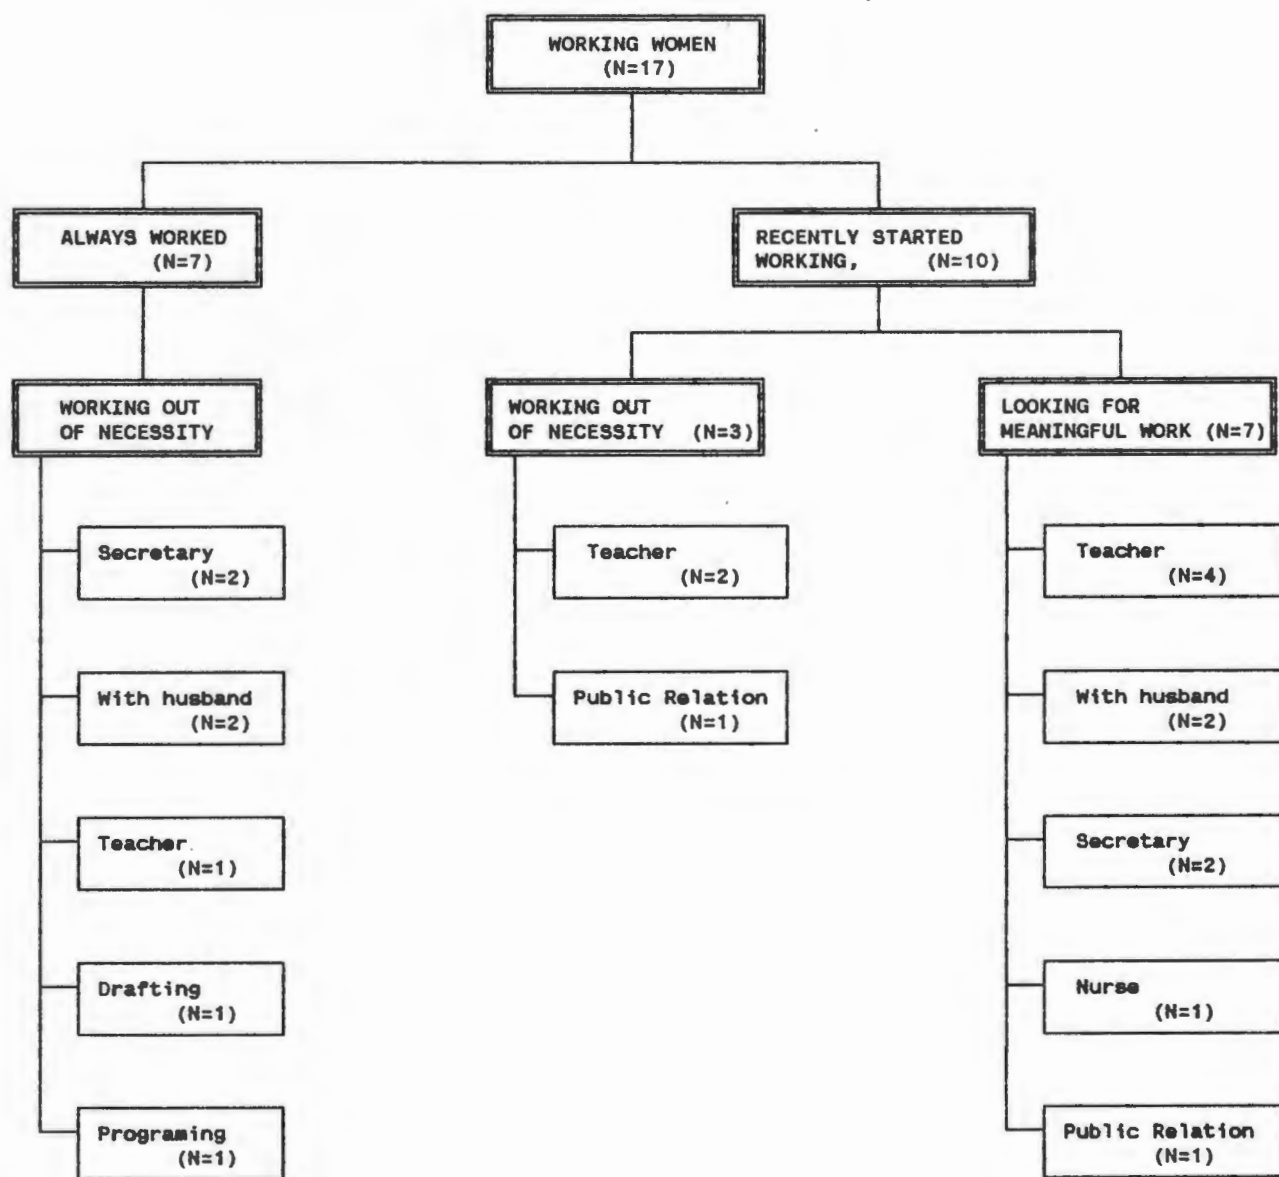 WORKING WOMEN
(N=17)
ALWAYS WORKED
(N=7)
RECENTLY STARTED
WORKING, (N=10)
WORKING OUT
OF NECESSITY
WORKING OUT
OF NECESSITY (N=3)
LOOKING FOR
MEANINGFUL WORK (N=7)
Secretary
(N=2)
With husband
(N=2)
Teacher
(N=1)
Drafting
(N=1)
Programing
(N=1)
Teacher
(N=2)
Public Relation
(N=1)
Teacher
(N=4)
With husband
(N=2)
Secretary
(N=2)
Nurse
(N=1)
Public Relation
(N=1)